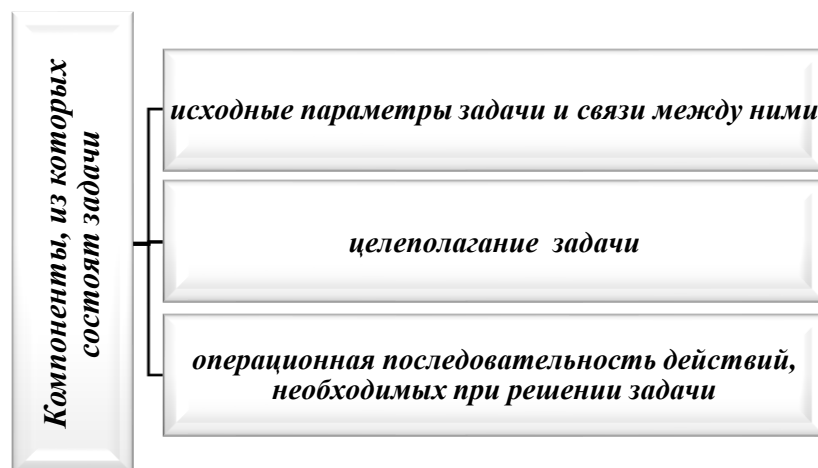 Компоненты, из которых
состоят задачи
исходные параметры задачи и связи между ними
целеполагание задачи
операционная последовательность действий,
необходимых при решении задачи